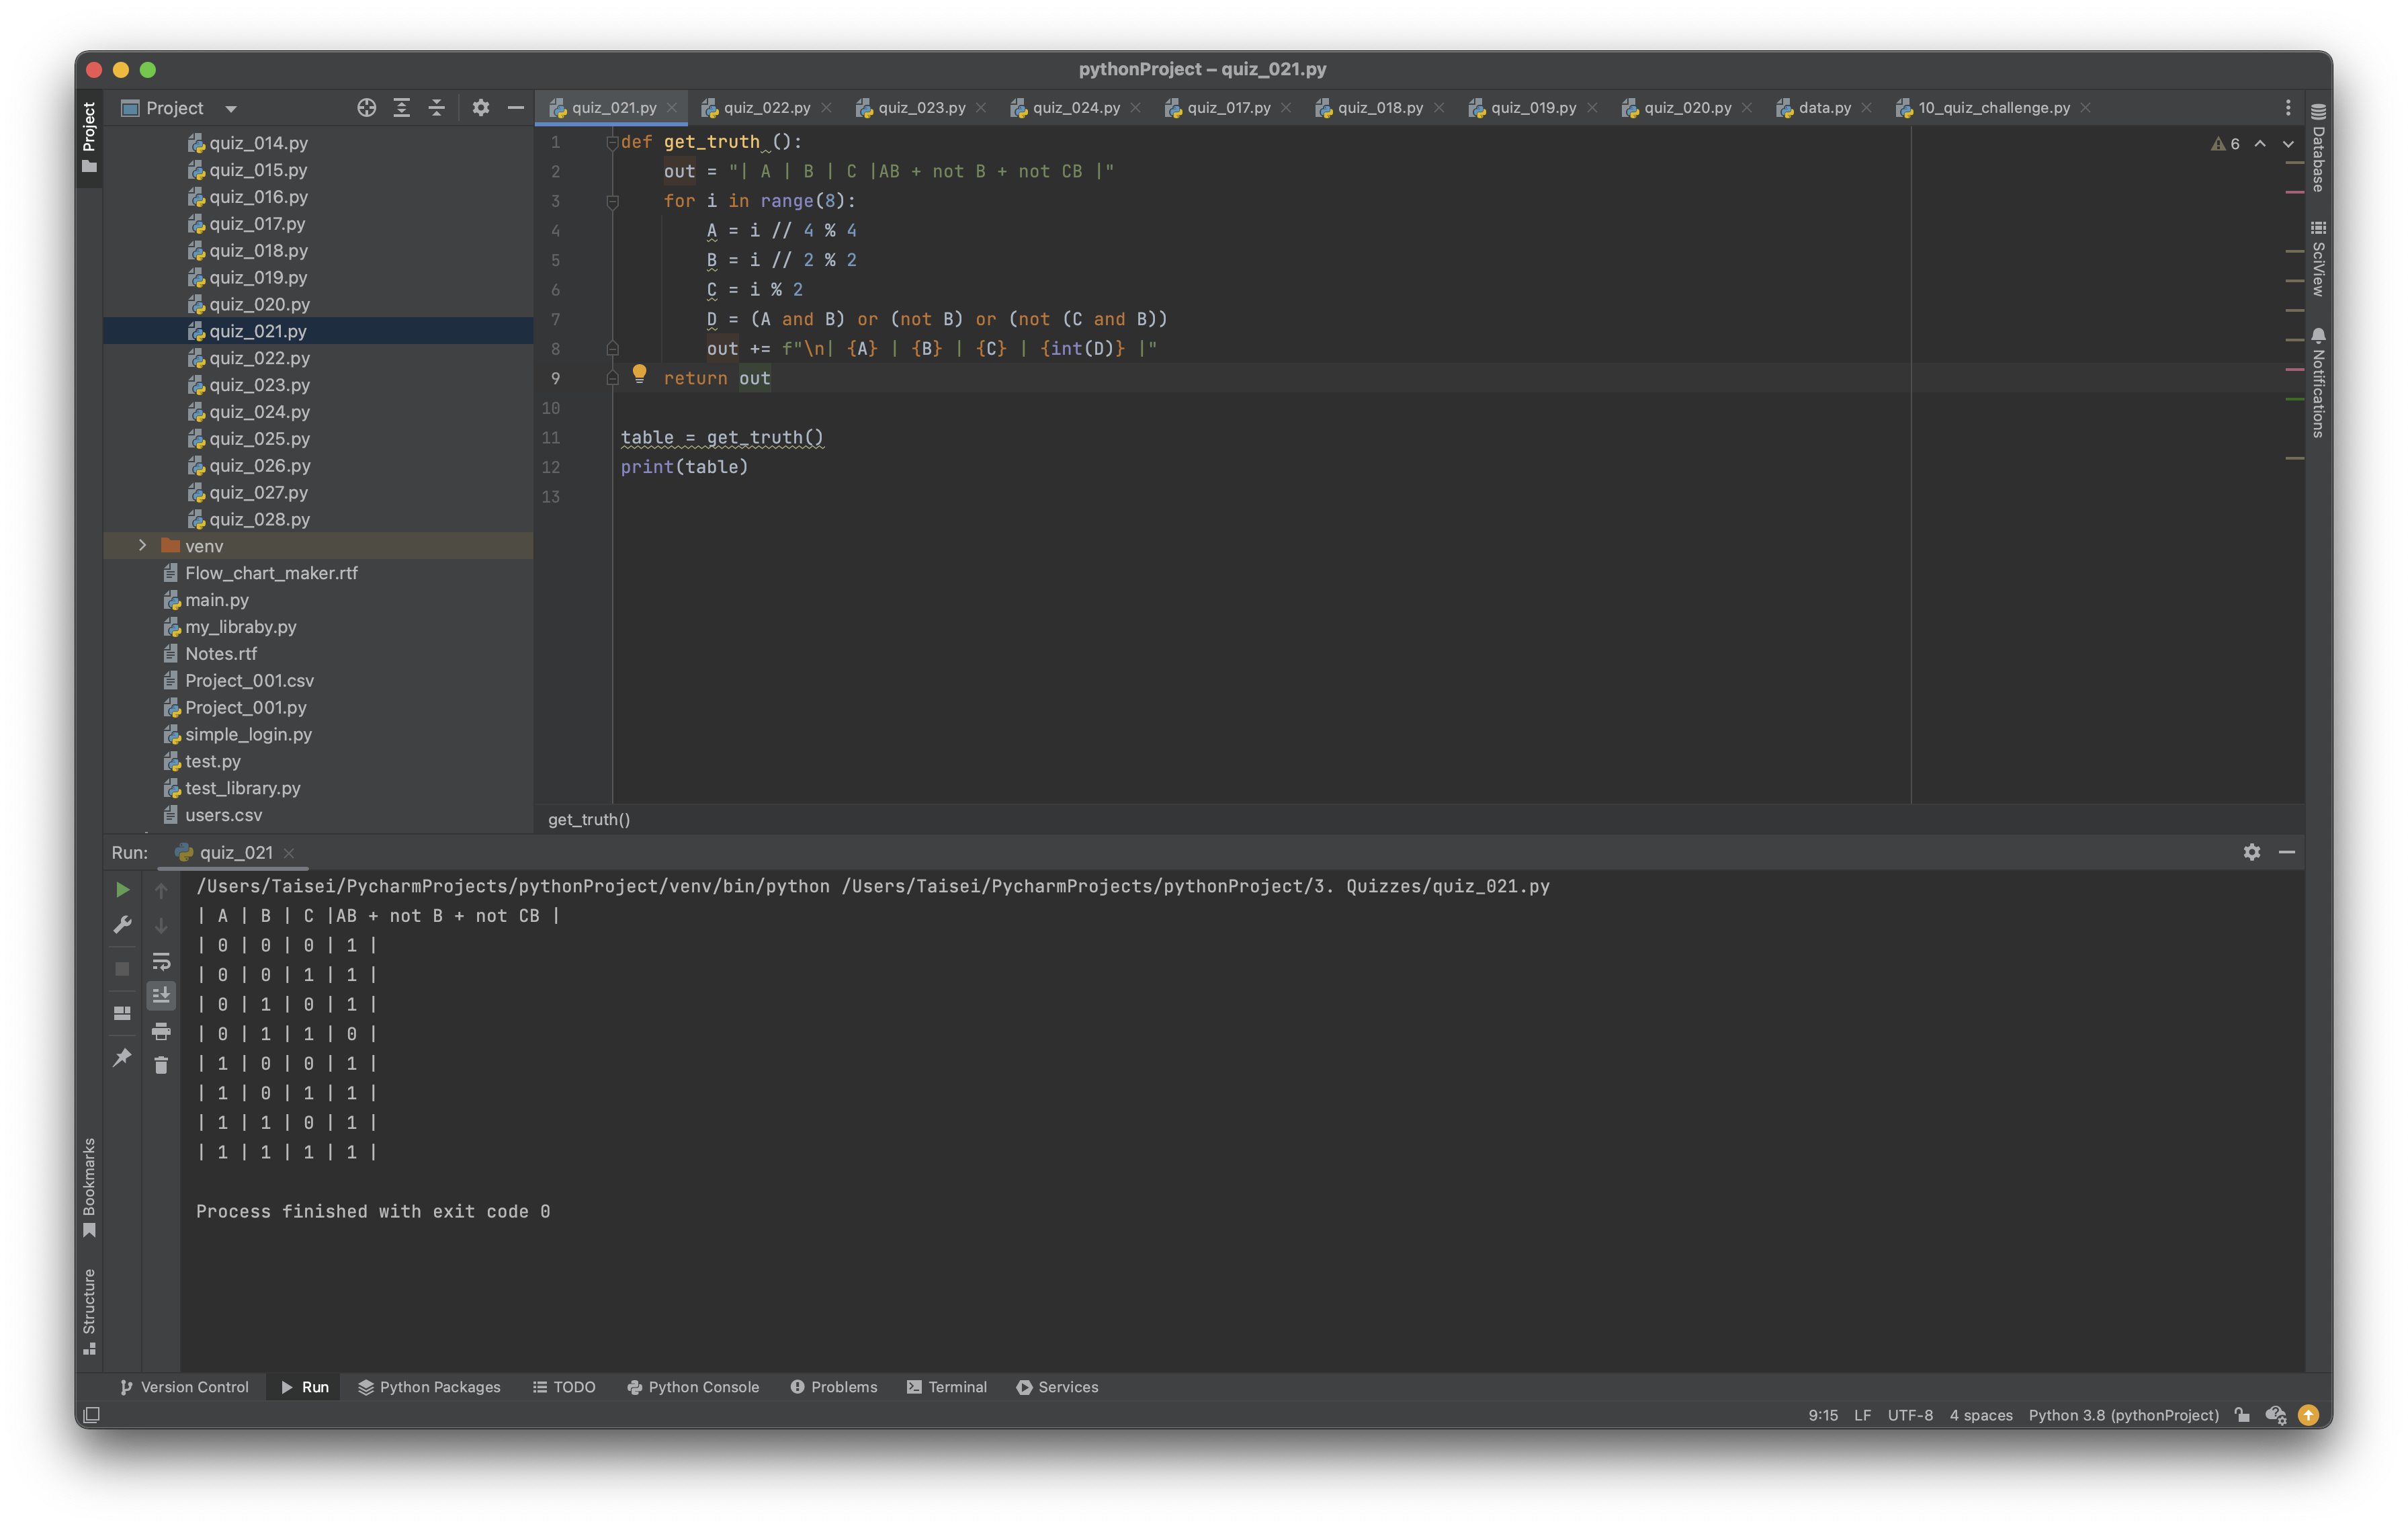 pythonProject – quiz_021.py
Project
Project
quiz_014.py
quiz_015.py
quiz_016.py
quiz_017.py
quiz_018.py
quiz_019.py
quiz_020.py
quiz_021.py
quiz_022.py
quiz_023.py
quiz_024.py
quiz_025.py
quiz_026.py
quiz_027.py
quiz_028.py
venv
Flow_chart_maker.rtf
main.py
my_libraby.py
Notes.rtf
Project_001.csv
Project_001.py
simple_login.py
test.py
test_library.py
users.csv
quiz_021.py quiz_022.py quiz_023.py quiz_024.py quiz_017.py quiz_018.py quiz_019.py quiz_020.py data.py 10_quiz_challenge.py
6
1 def get_truth ():
2     out = "| A | B | C |AB + not B + not CB |"
3     for i in range(8):
4         A = i // 4 % 4
5         B = i // 2 % 2
6         C = i % 2
7         D = (A and B) or (not B) or (not (C and B))
8         out += f"\n| {A} | {B} | {C} | {int(D)} |"
9     return out
10
11 table = get_truth()
12 print(table)
13
get_truth()
Database
SciView
Notifications
Run: quiz_021
/Users/Taisei/PycharmProjects/pythonProject/venv/bin/python /Users/Taisei/PycharmProjects/pythonProject/3. Quizzes/quiz_021.py
| A | B | C |AB + not B + not CB |
| 0 | 0 | 0 | 1 |
| 0 | 0 | 1 | 1 |
| 0 | 1 | 0 | 1 |
| 0 | 1 | 1 | 0 |
| 1 | 0 | 0 | 1 |
| 1 | 0 | 1 | 1 |
| 1 | 1 | 0 | 1 |
| 1 | 1 | 1 | 1 |
Process finished with exit code 0
Bookmarks
Structure
Version Control Run Python Packages TODO Python Console Problems Terminal Services
9:15 LF UTF-8 4 spaces Python 3.8 (pythonProject)